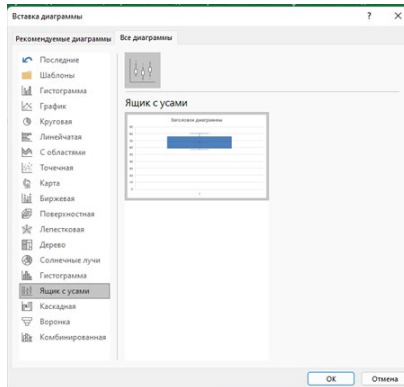 Вставка диаграммы
? ×
Рекомендуемые диаграммы Все диаграммы
Последние
Шаблоны
Гистограмма
График
Круговая
Линейчатая
С областями
Точечная
Карта
Биржевая
Поверхностная
Лепестковая
Дерево
Солнечные лучи
Гистограмма
Ящик с усами
Каскадная
Воронка
Комбинированная
Ящик с усами
Заголовок диаграммы
ОК Отмена